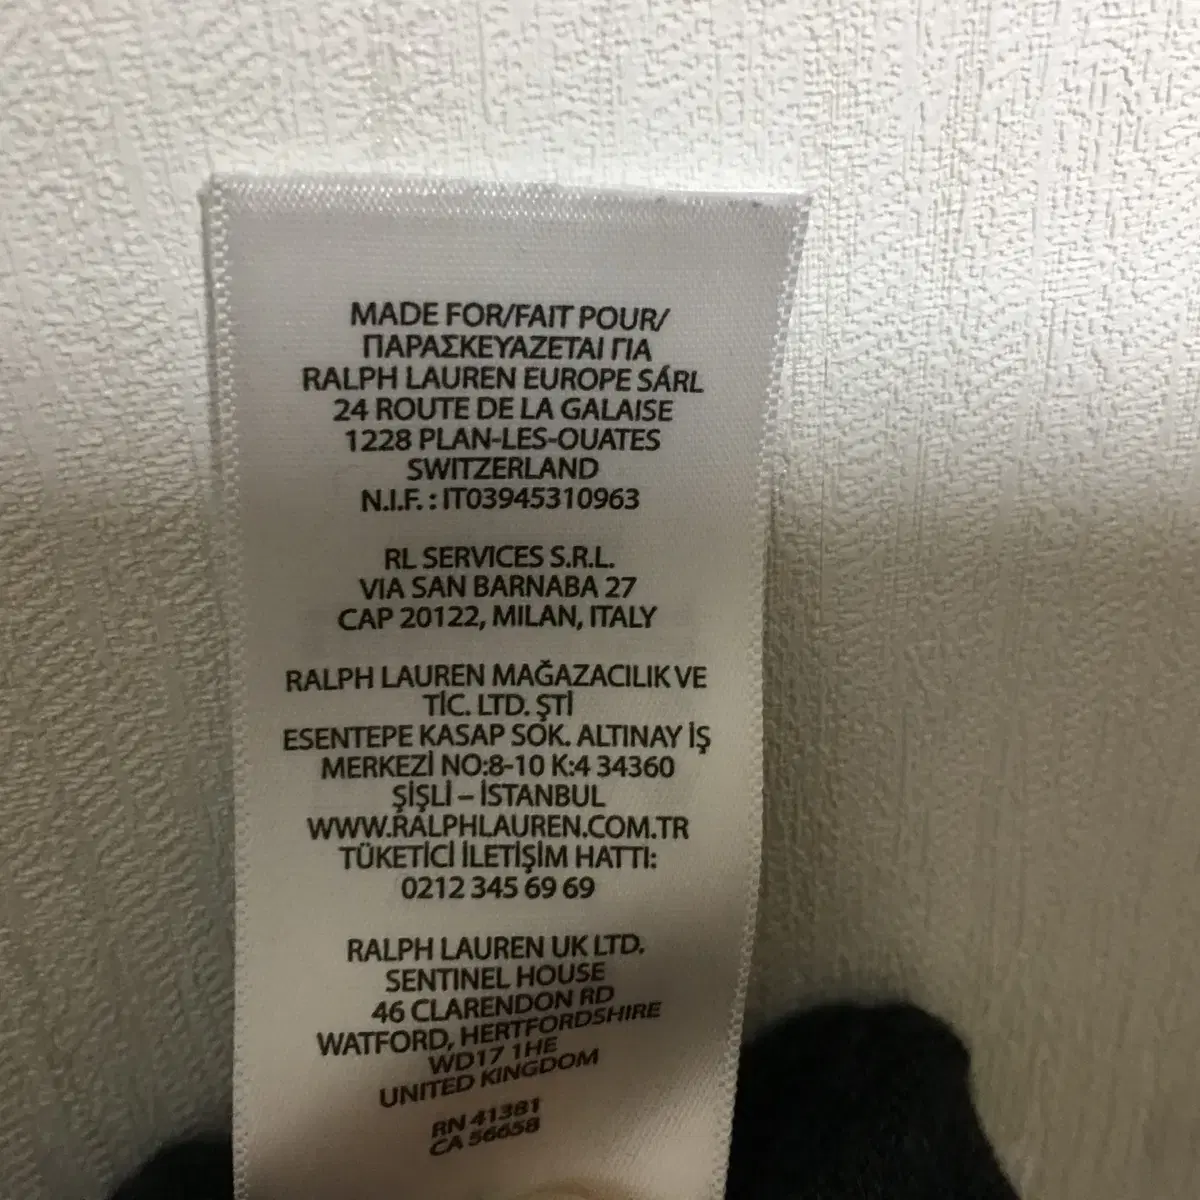 MADE FOR/FAIT POUR/
ΠΑΡΑΣΚΕΥΑΖΕΤΑΙ ΓΙΑ
RALPH LAUREN EUROPE SÁRL
24 ROUTE DE LA GALAISE
1228 PLAN-LES-OUATES
SWITZERLAND
N.I.F. : IT03945310963
RL SERVICES S.R.L.
VIA SAN BARNABA 27
CAP 20122, MILAN, ITALY
RALPH LAUREN MAĞAZACILIK VE
TİC. LTD. ŞTİ
ESENTEPE KASAP SOK. ALTINAY İŞ
MERKEZİ NO:8-10 K:4 34360
ŞİŞLİ – İSTANBUL
WWW.RALPHLAUREN.COM.TR
TÜKETİCİ İLETİŞİM HATTI:
0212 345 69 69
RALPH LAUREN UK LTD.
SENTINEL HOUSE
46 CLARENDON RD
WATFORD, HERTFORDSHIRE
WD17 1HE
UNITED KINGDOM
RN 41381
CA 56658